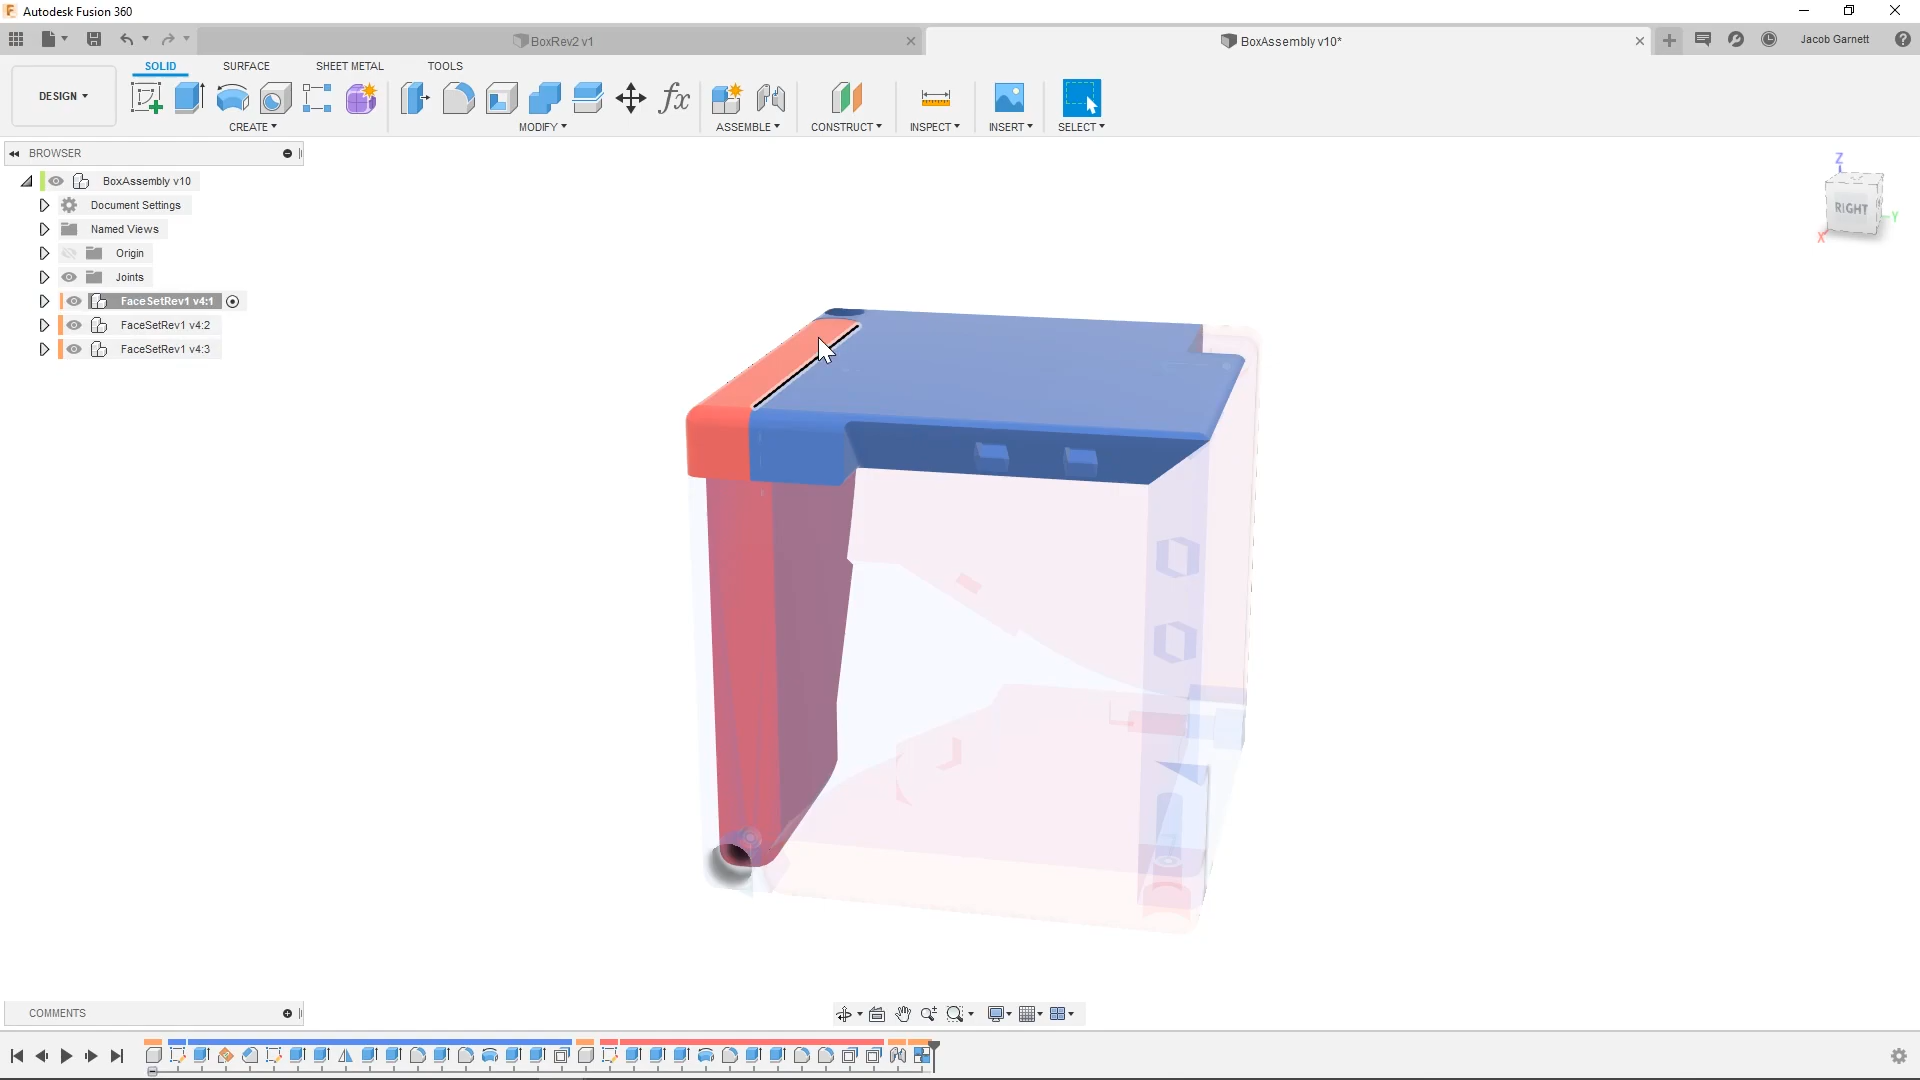 Autodesk Fusion 360
BoxRev2 v1
BoxAssembly v10*
Jacob Garnett
DESIGN
SOLID
SURFACE
SHEET METAL
TOOLS
CREATE
MODIFY
ASSEMBLE
CONSTRUCT
INSPECT
INSERT
SELECT
BROWSER
BoxAssembly v10
Document Settings
Named Views
Origin
Joints
FaceSetRev1 v4:1
FaceSetRev1 v4:2
FaceSetRev1 v4:3
Z
RIGHT
Y
X
COMMENTS